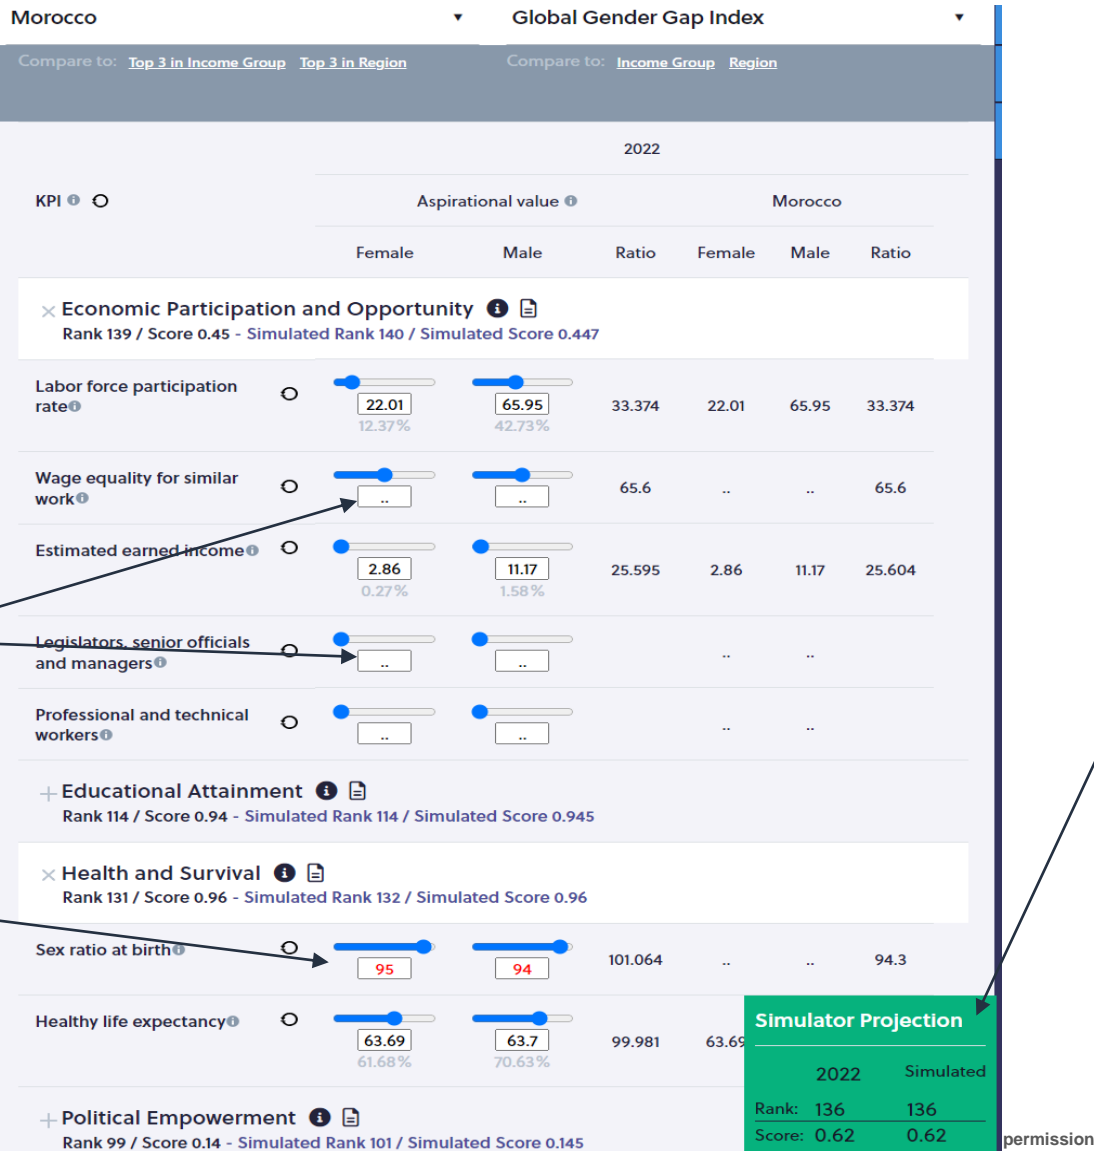 Morocco ▼ Global Gender Gap Index ▼
Compare to: Top 3 in Income Group Top 3 in Region Compare to: Income Group Region
2022
KPI Aspirational value Morocco
Female Male Ratio Female Male Ratio
Economic Participation and Opportunity
Rank 139 / Score 0.45 - Simulated Rank 140 / Simulated Score 0.447
Labor force participation
rate
22.01 65.95 33.374 22.01 65.95 33.374
12.37% 42.73%
Wage equality for similar
work
.. .. 65.6 .. .. 65.6
Estimated earned income
2.86 11.17 25.595 2.86 11.17 25.604
0.27% 1.58%
Legislators, senior officials
and managers
.. .. .. ..
Professional and technical
workers
.. .. .. ..
Educational Attainment
Rank 114 / Score 0.94 - Simulated Rank 114 / Simulated Score 0.945
Health and Survival
Rank 131 / Score 0.96 - Simulated Rank 132 / Simulated Score 0.96
Sex ratio at birth
95 94 101.064 .. .. 94.3
Healthy life expectancy
63.69 63.7 99.981 63.69
61.68% 70.63%
Simulator Projection
2022 Simulated
Rank: 136 136
Score: 0.62 0.62
Political Empowerment
Rank 99 / Score 0.14 - Simulated Rank 101 / Simulated Score 0.145
permission